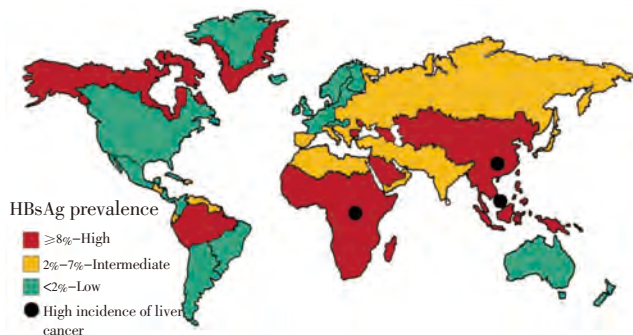 HBsAg prevalence
≥8%–High
2%–7%–Intermediate
<2%–Low
High incidence of liver
cancer